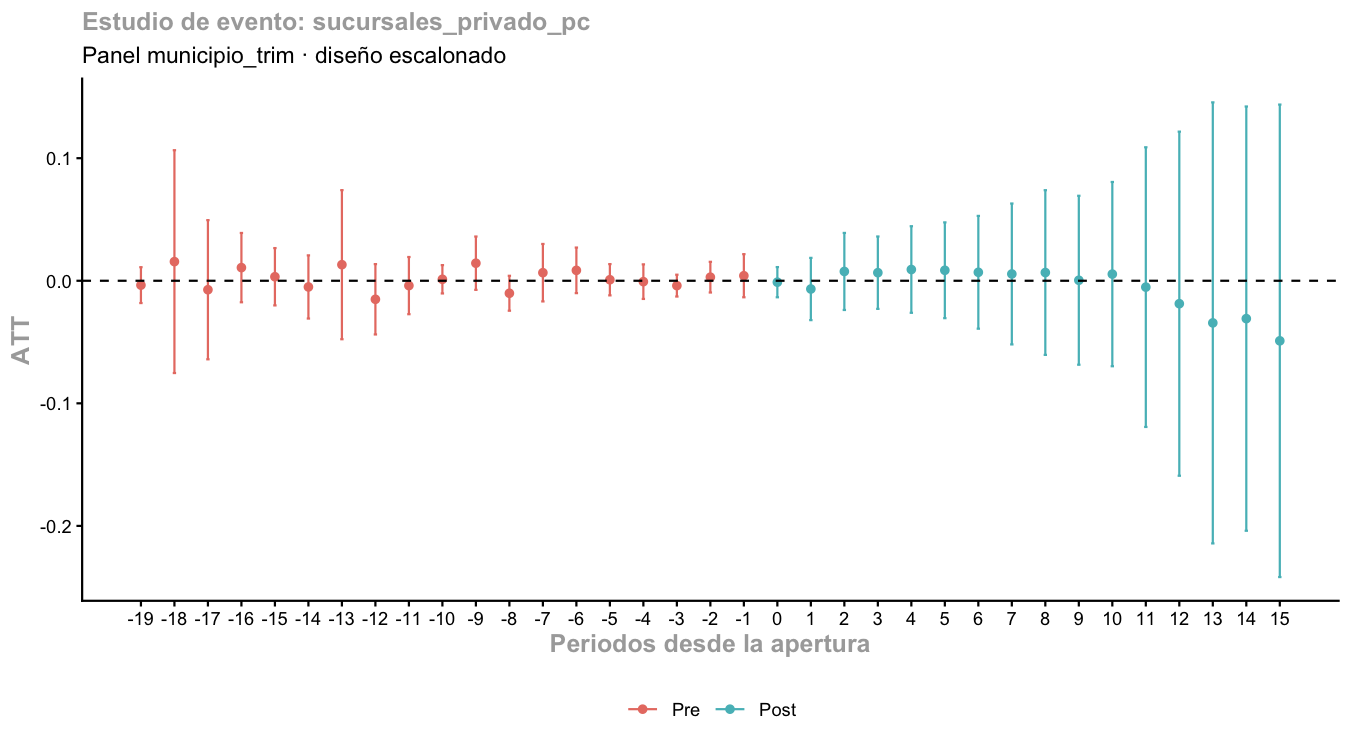 Estudio de evento: sucursales_privado_pc
Panel municipio_trim · diseño escalonado
ATT
0.1
0.0
-0.1
-0.2
-19 -18 -17 -16 -15 -14 -13 -12 -11 -10 -9 -8 -7 -6 -5 -4 -3 -2 -1 0 1 2 3 4 5 6 7 8 9 10 11 12 13 14 15
Periodos desde la apertura
Pre Post